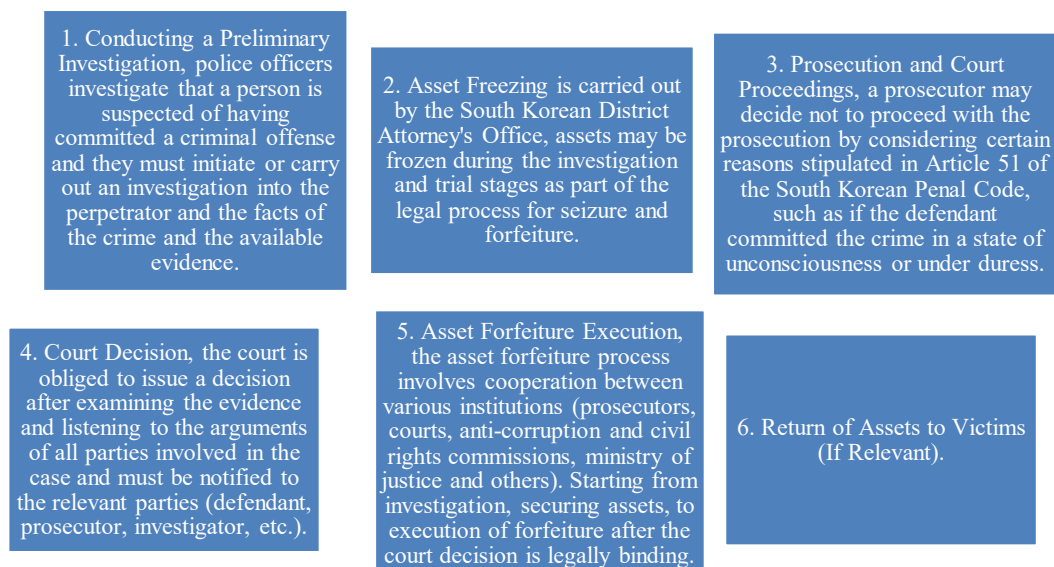 1. Conducting a Preliminary
Investigation, police officers
investigate that a person is
suspected of having
committed a criminal offense
and they must initiate or carry
out an investigation into the
perpetrator and the facts of
the crime and the available
evidence.
2. Asset Freezing is carried out
by the South Korean District
Attorney's Office, assets may be
frozen during the investigation
and trial stages as part of the
legal process for seizure and
forfeiture.
3. Prosecution and Court
Proceedings, a prosecutor may
decide not to proceed with the
prosecution by considering certain
reasons stipulated in Article 51 of
the South Korean Penal Code,
such as if the defendant
committed the crime in a state of
unconsciousness or under duress.
4. Court Decision, the court is
obliged to issue a decision
after examining the evidence
and listening to the arguments
of all parties involved in the
case and must be notified to
the relevant parties (defendant,
prosecutor, investigator, etc.).
5. Asset Forfeiture Execution,
the asset forfeiture process
involves cooperation between
various institutions (prosecutors,
courts, anti-corruption and civil
rights commissions, ministry of
justice and others). Starting from
investigation, securing assets, to
execution of forfeiture after the
court decision is legally binding.
6. Return of Assets to Victims
(If Relevant).